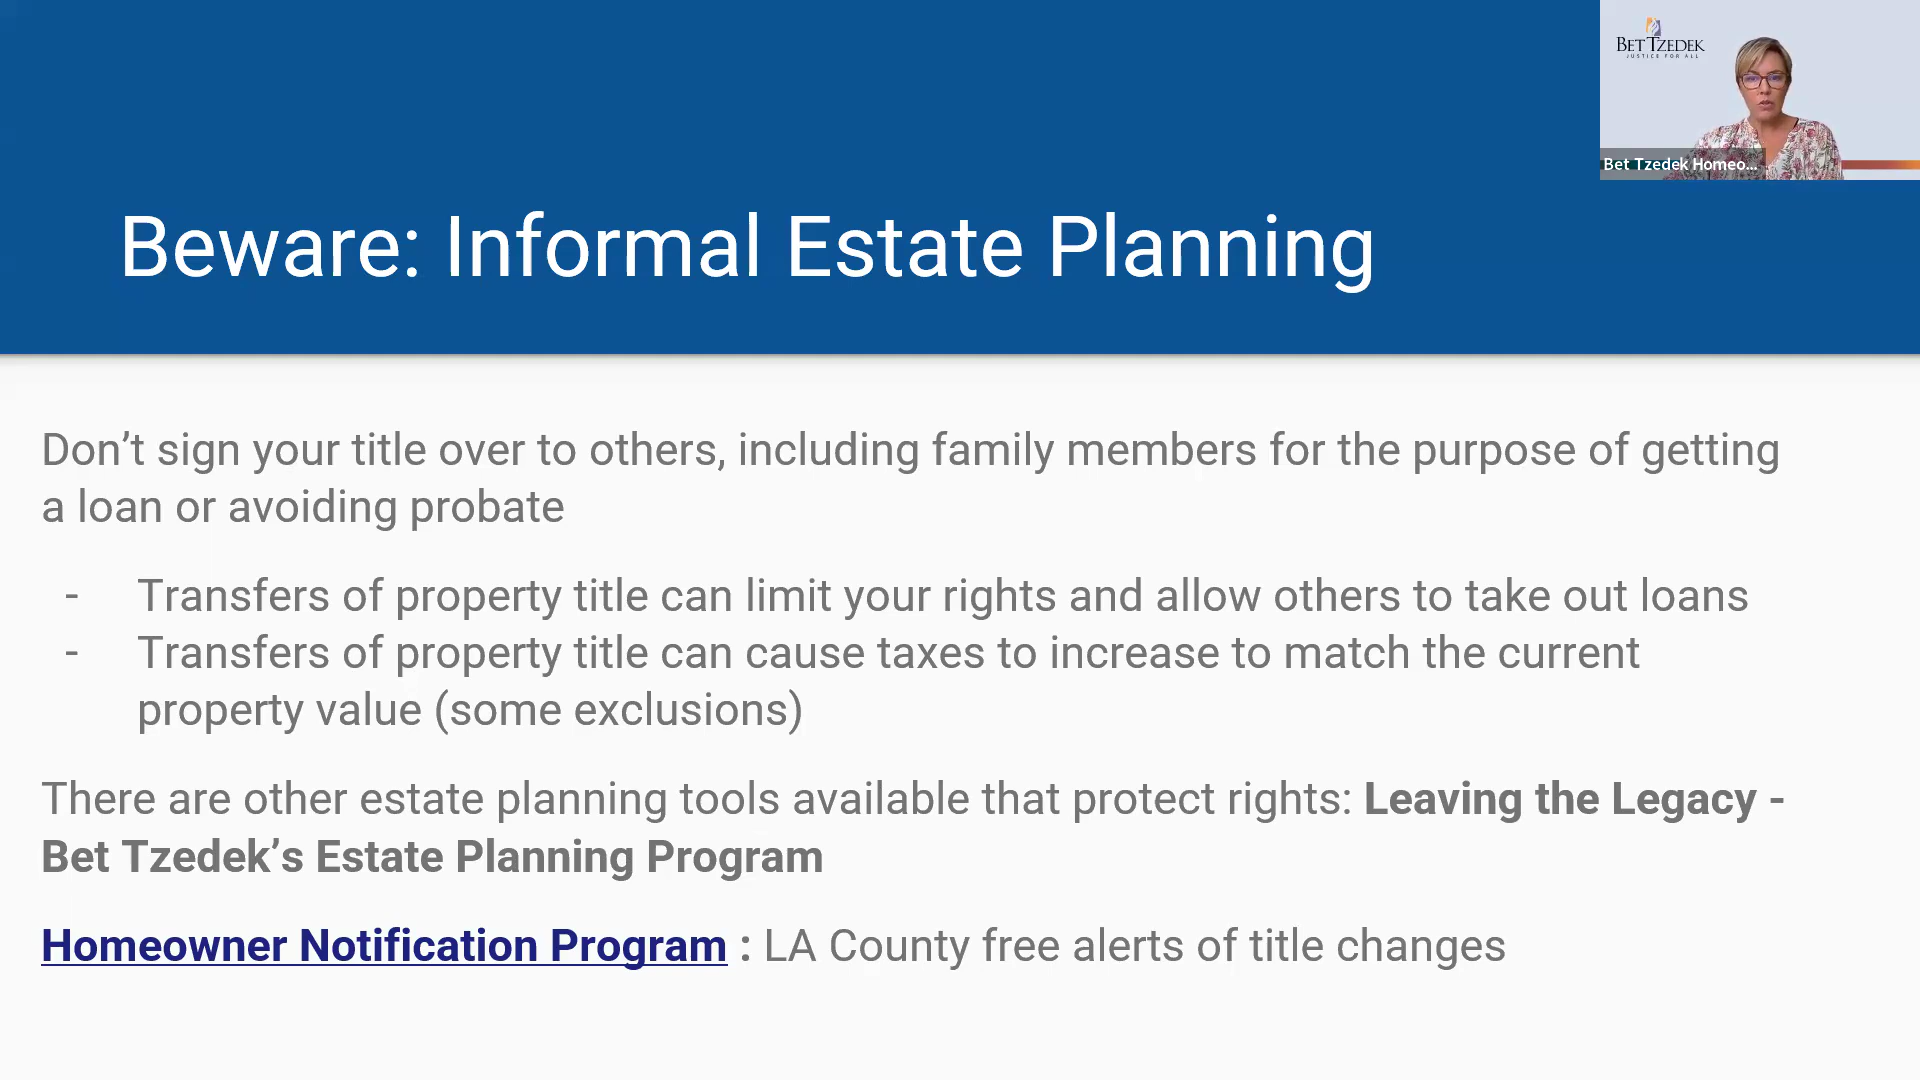 BET TZEDEK
JUSTICE FOR ALL
Bet Tzedek Homeo...
Beware: Informal Estate Planning
Don’t sign your title over to others, including family members for the purpose of getting
a loan or avoiding probate
- Transfers of property title can limit your rights and allow others to take out loans
- Transfers of property title can cause taxes to increase to match the current
property value (some exclusions)
There are other estate planning tools available that protect rights: Leaving the Legacy -
Bet Tzedek’s Estate Planning Program
Homeowner Notification Program : LA County free alerts of title changes